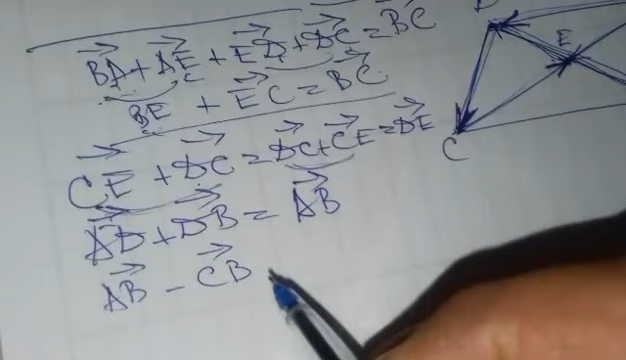 BA + AE + ED + DC = BC
BE + EC = BC
CE + DC = DC + CE = DE
AD + DB = AB
AB - CB
E
C